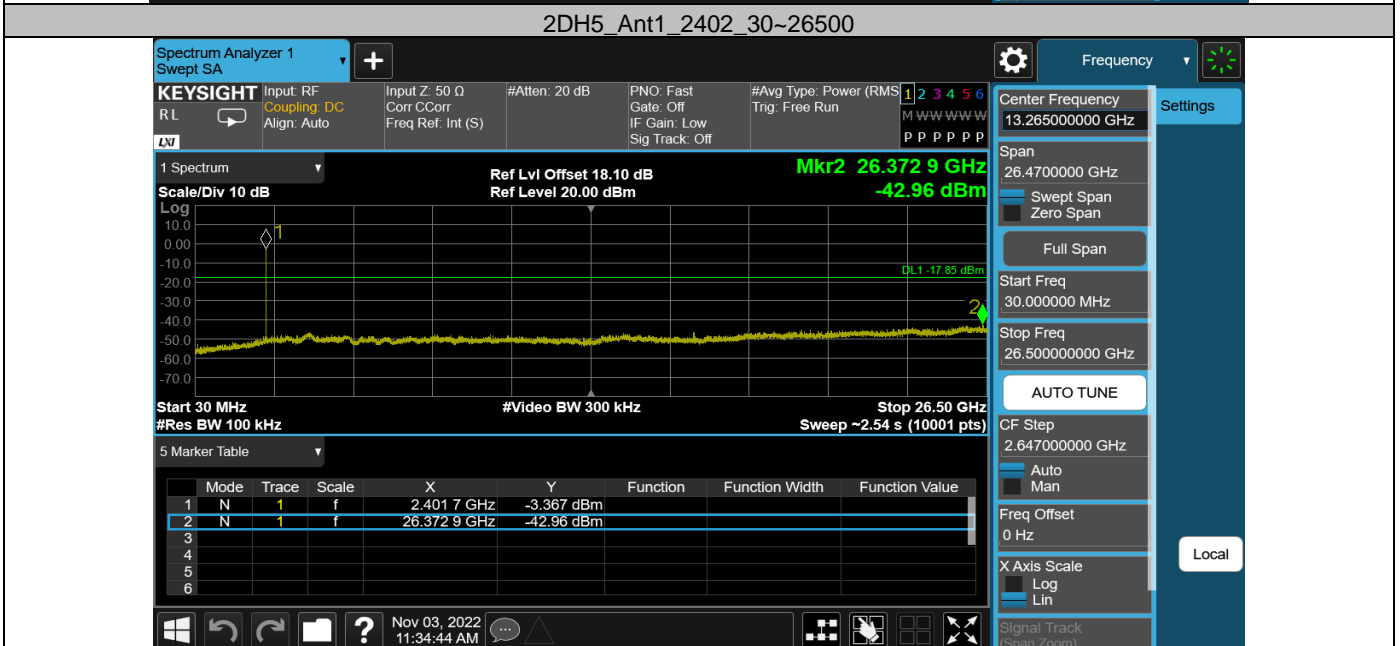 2DH5_Ant1_2402_30~26500
Spectrum Analyzer 1
Swept SA
Frequency
KEYSIGHT
RL
LXI
Input: RF
Coupling: DC
Align: Auto
Input Z: 50 Ω
Corr CCorr
Freq Ref: Int (S)
#Atten: 20 dB
PNO: Fast
Gate: Off
IF Gain: Low
Sig Track: Off
#Avg Type: Power (RMS
Trig: Free Run
1 2 3 4 5 6
M W W W W W
P P P P P P
1 Spectrum
Scale/Div 10 dB
Ref Lvl Offset 18.10 dB
Ref Level 20.00 dBm
Mkr2 26.372 9 GHz
-42.96 dBm
Log
10.0
0.00
-10.0
-20.0
-30.0
-40.0
-50.0
-60.0
-70.0
1
DL1 -17.85 dBm
2
Start 30 MHz
#Video BW 300 kHz
Stop 26.50 GHz
#Res BW 100 kHz
Sweep ~2.54 s (10001 pts)
5 Marker Table
Mode Trace Scale X Y Function Function Width Function Value
1 N 1 f 2.401 7 GHz -3.367 dBm
2 N 1 f 26.372 9 GHz -42.96 dBm
3
4
5
6
Nov 03, 2022
11:34:44 AM
Center Frequency
13.265000000 GHz
Settings
Span
26.4700000 GHz
Swept Span
Zero Span
Full Span
Start Freq
30.000000 MHz
Stop Freq
26.500000000 GHz
AUTO TUNE
CF Step
2.647000000 GHz
Auto
Man
Freq Offset
0 Hz
Local
X Axis Scale
Log
Lin
Signal Track
(Span Zoom)